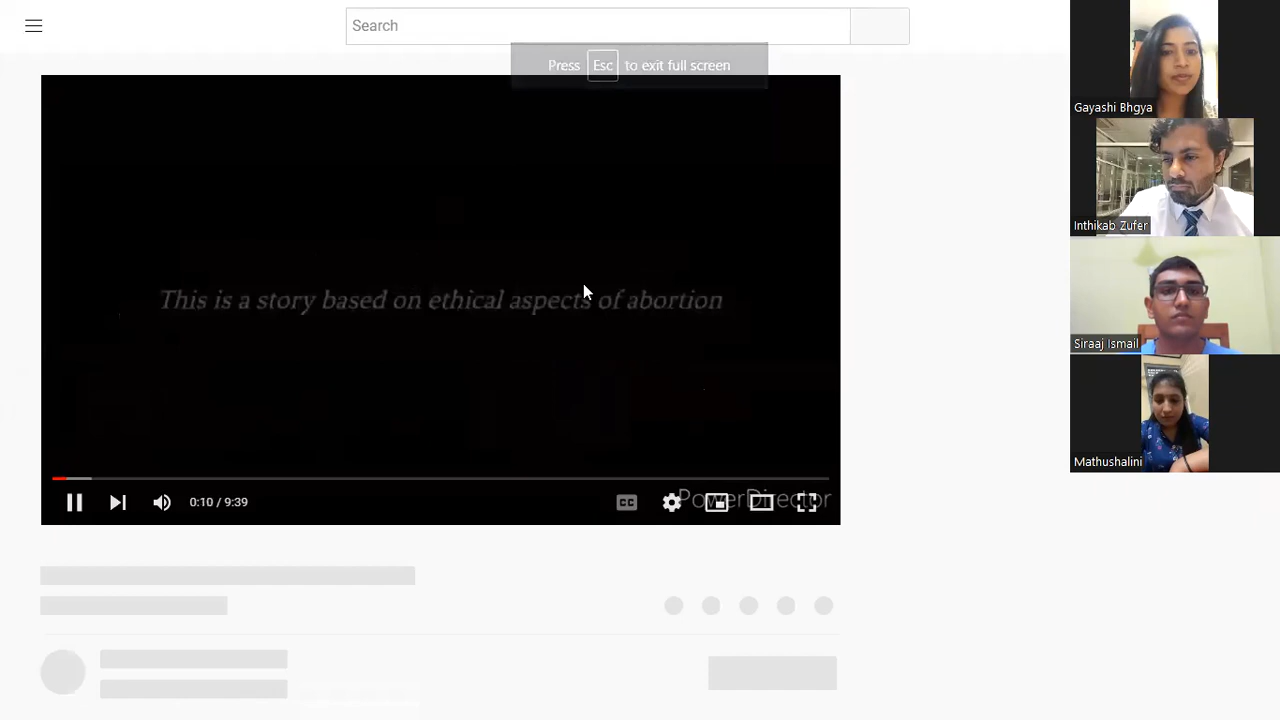 Search
Press Esc to exit full screen
Gayashi Bhgya
Inthikab Zufer
This is a story based on ethical aspects of abortion
Siraaj Ismail
Mathushalini
0:10 / 9:39
CC
PowerDirector